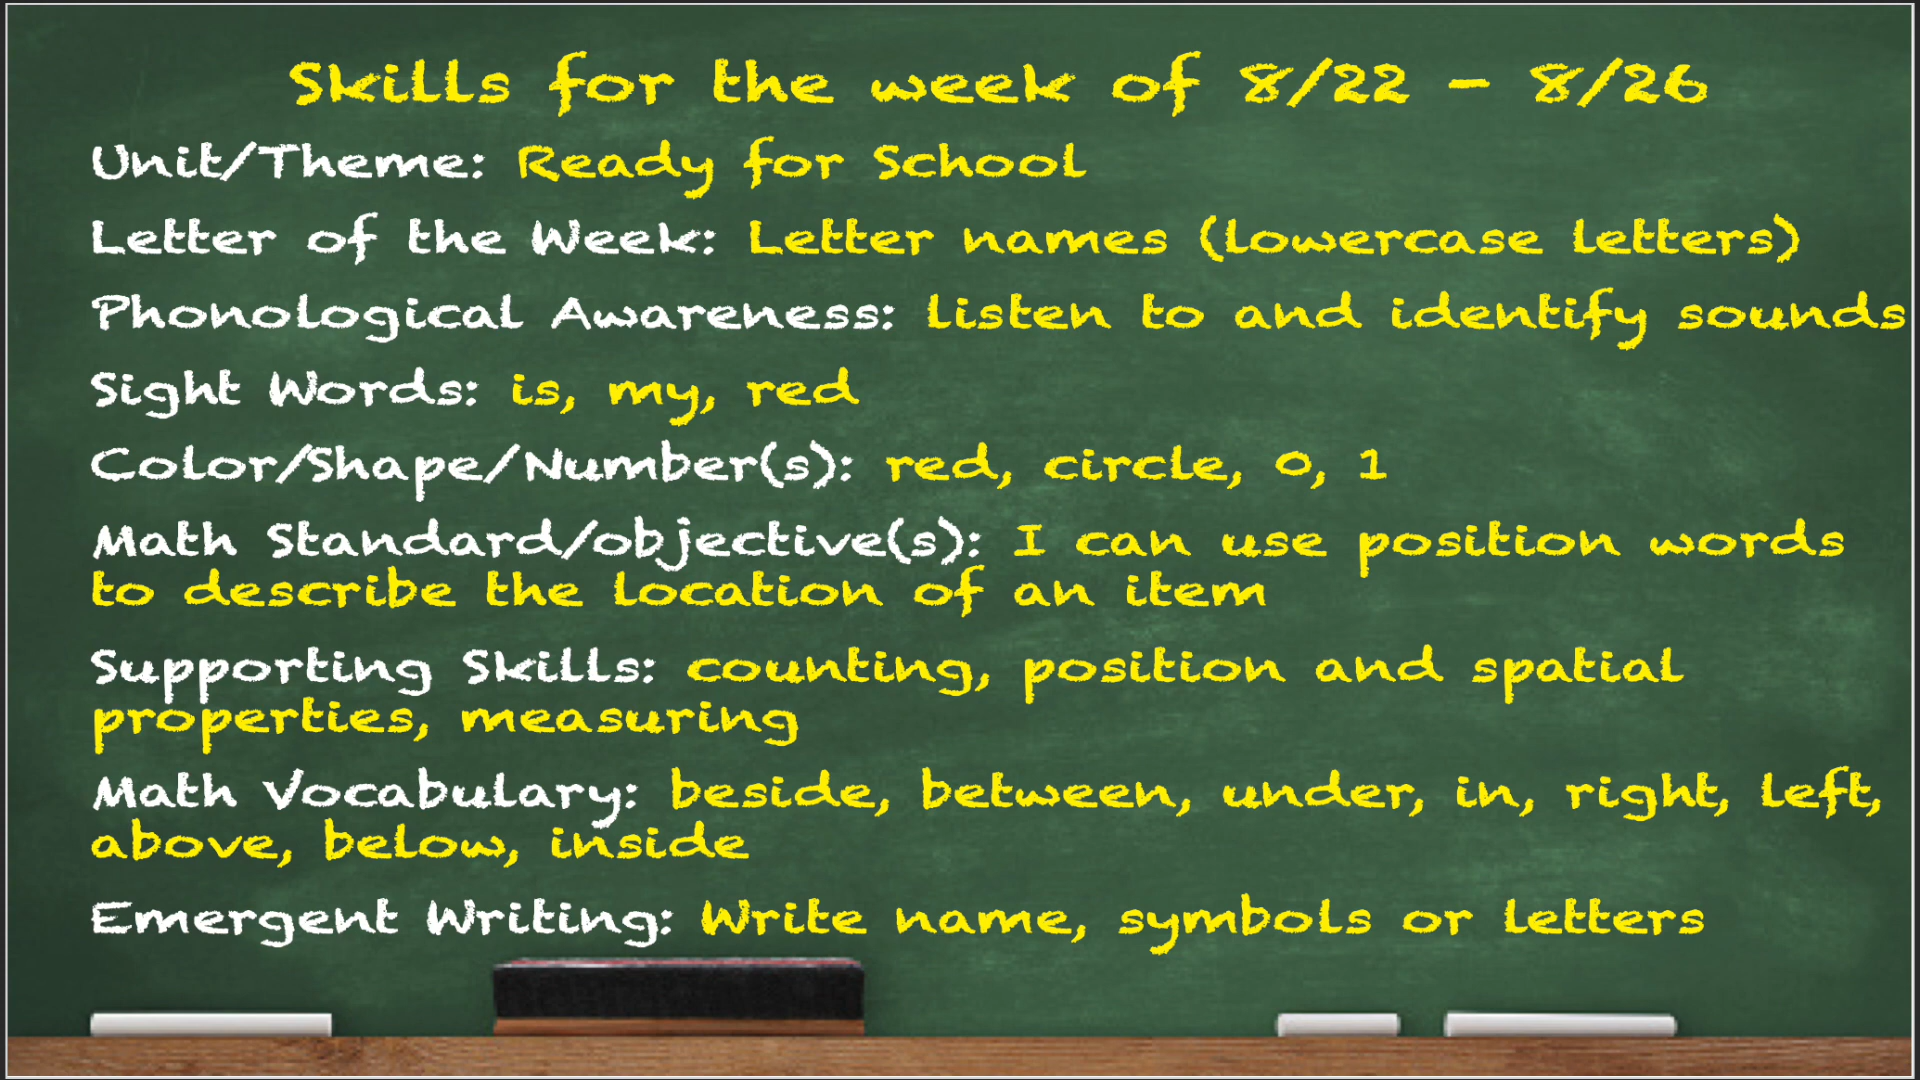 Skills for the week of 8/22 - 8/26
Unit/Theme: Ready for School
Letter of the Week: Letter names (lowercase letters)
Phonological Awareness: listen to and identify sounds
Sight Words: is, my, red
Color/Shape/Number(s): red, circle, 0, 1
Math Standard/objective(s): I can use position words
to describe the location of an item
Supporting Skills: counting, position and spatial
properties, measuring
Math Vocabulary: beside, between, under, in, right, left,
above, below, inside
Emergent Writing: Write name, symbols or letters